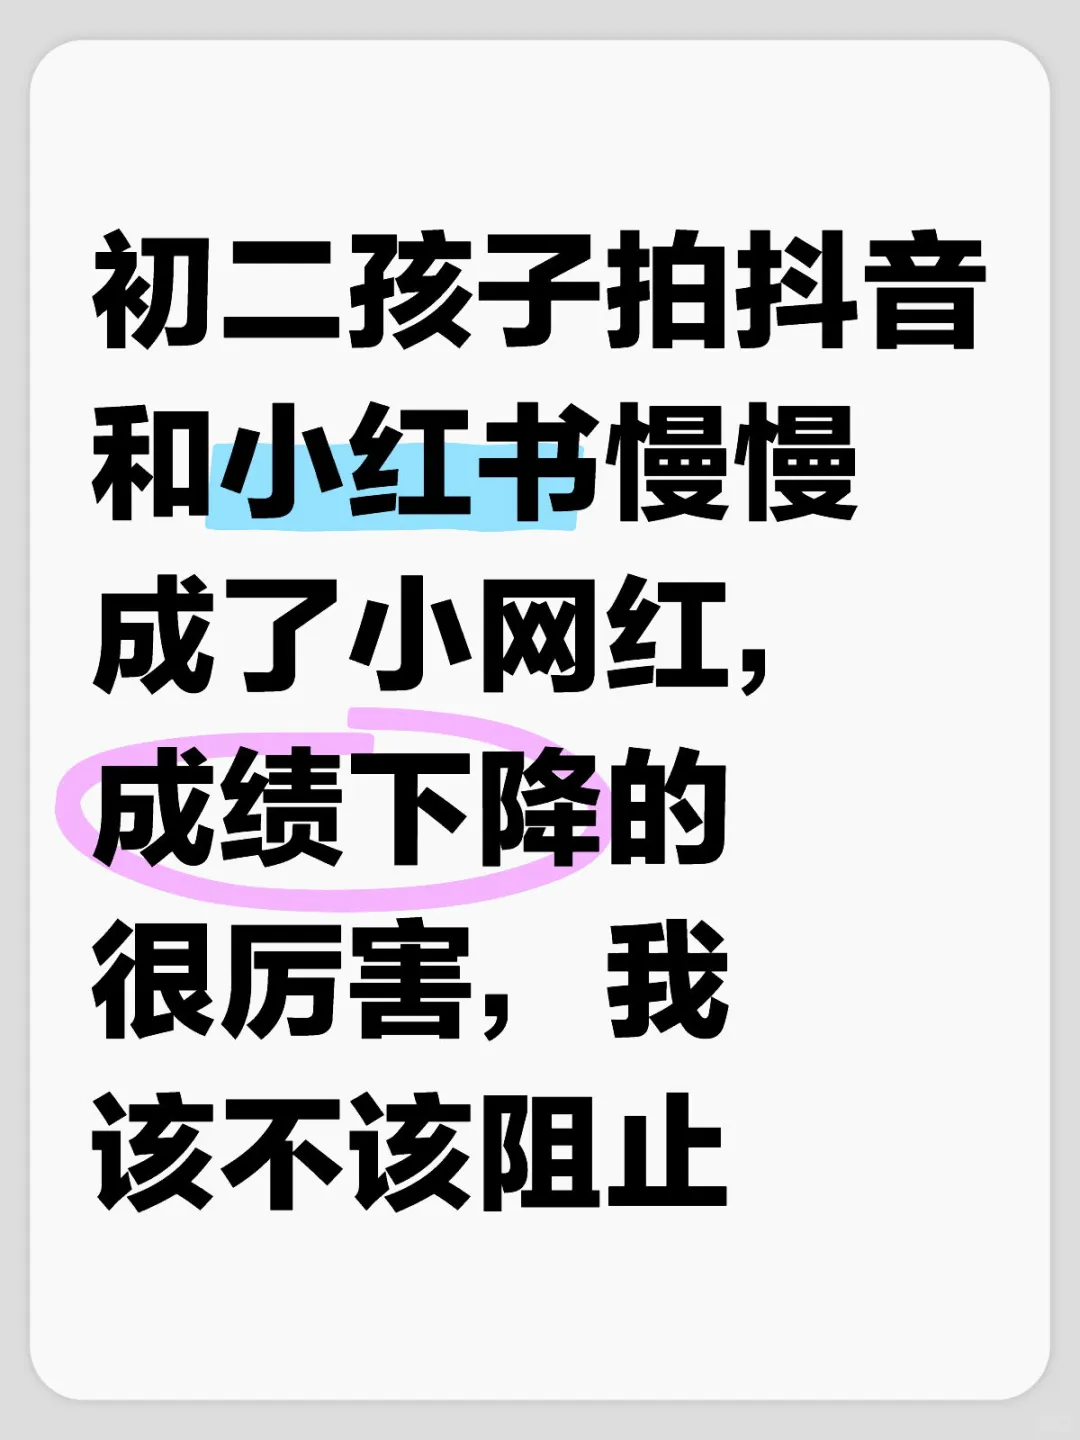 初二孩子拍抖音
和小红书慢慢
成了小网红，
成绩下降的
很厉害，我
该不该阻止